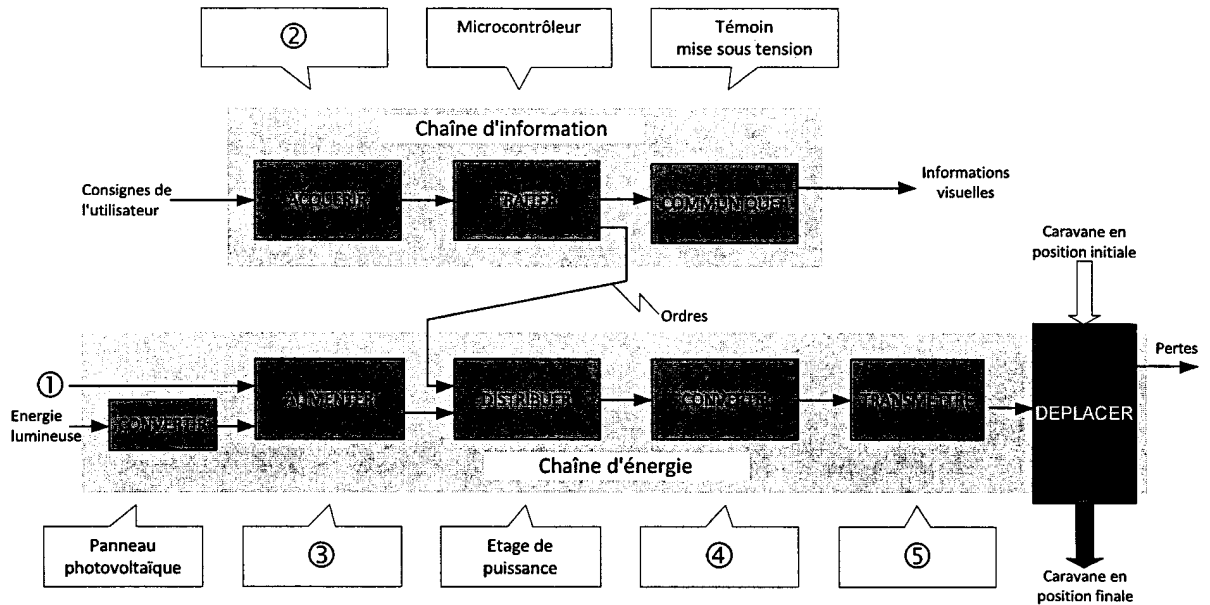 ②
Microcontrôleur
Témoin
mise sous tension
Chaîne d'information
Consignes de
l'utilisateur
ACQUERIR
TRAITER
COMMUNIQUER
Informations
visuelles
Caravane en
position initiale
Ordres
①
Energie
lumineuse
CONVERTIR
ALIMENTER
DISTRIBUER
CONVERTIR
TRANSMETTRE
DEPLACER
Pertes
Chaîne d'énergie
Panneau
photovoltaïque
③
Etage de
puissance
④
⑤
Caravane en
position finale